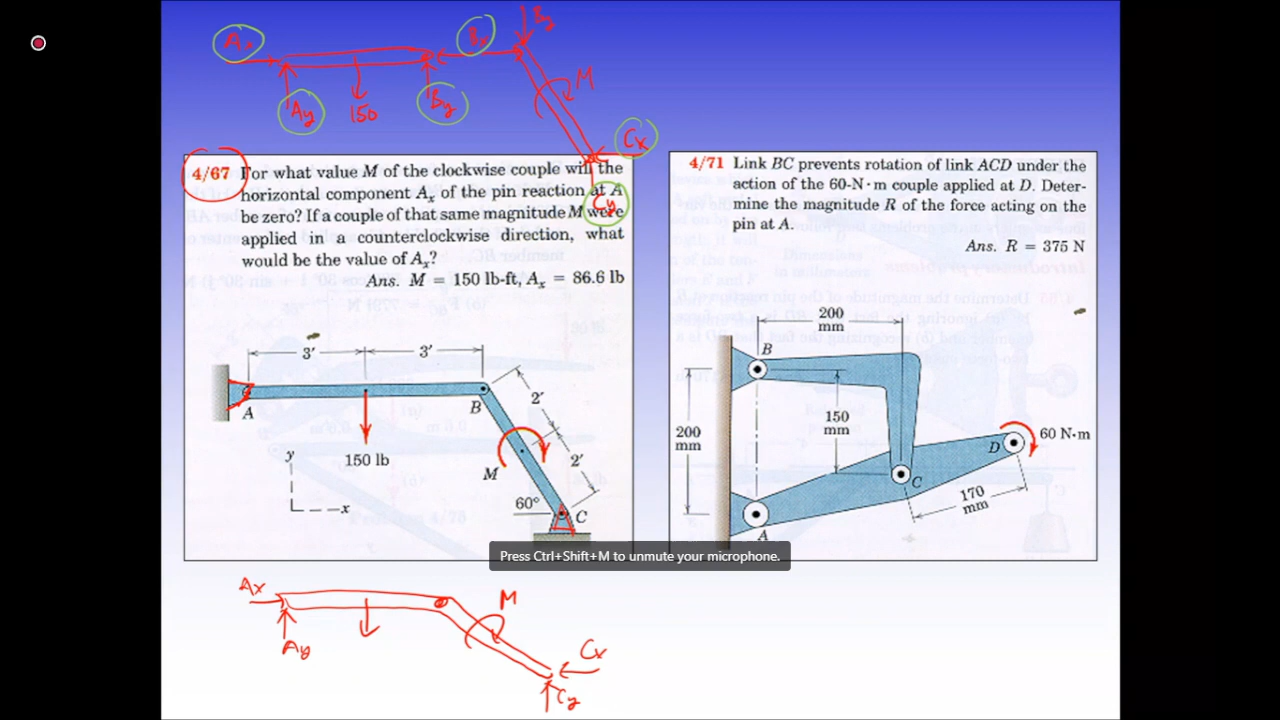 Ax
Bx
By
M
Ay
150
By
Cx
Cy
4/67 For what value M of the clockwise couple will the
horizontal component Ax of the pin reaction at A
be zero? If a couple of that same magnitude M were
applied in a counterclockwise direction, what
would be the value of Ax?
Ans. M = 150 lb-ft, Ax = 86.6 lb
3′
3′
A
B
2′
150 lb
M
2′
y
x
60°
C
4/71 Link BC prevents rotation of link ACD under the
action of the 60-N·m couple applied at D. Deter-
mine the magnitude R of the force acting on the
pin at A.
Ans. R = 375 N
200
mm
B
150
mm
200
mm
60 N·m
D
C
170
mm
A
Press Ctrl+Shift+M to unmute your microphone.
Ax
M
Ay
Cx
Cy